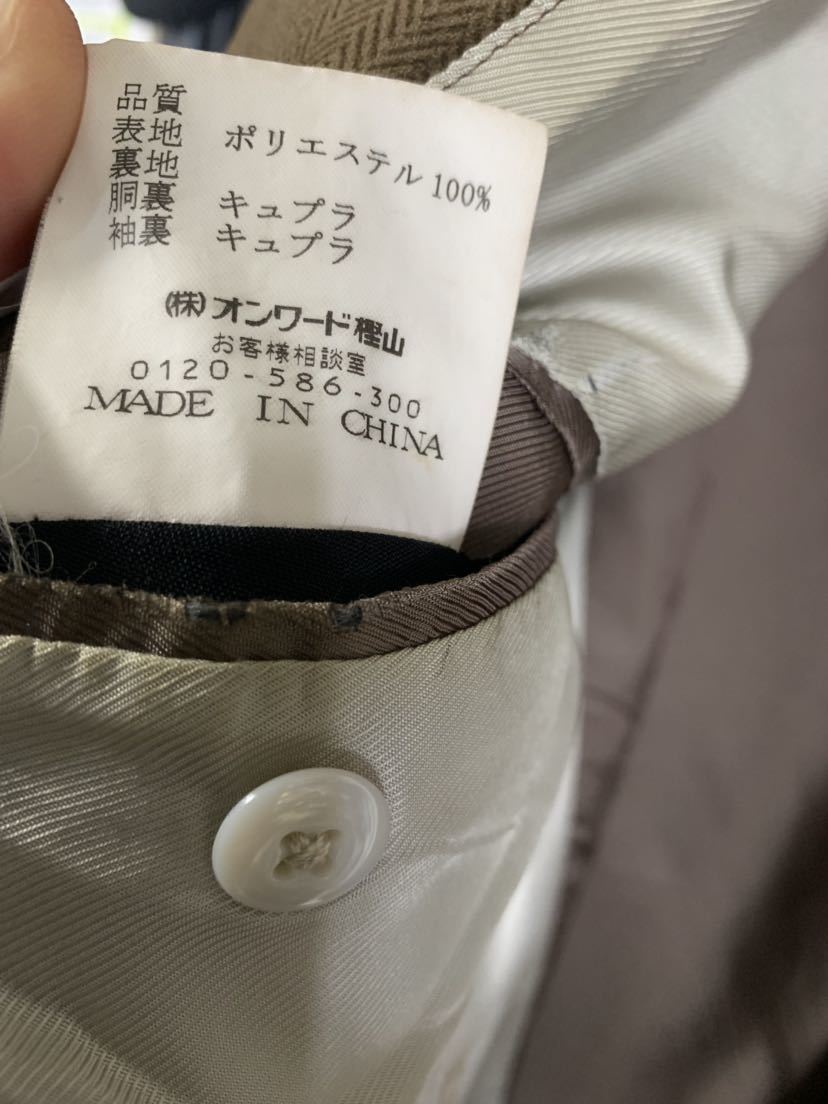 品質
表地 ポリエステル100%
裏地
胴裏 キュプラ
袖裏 キュプラ
(株)オンワード樫山
お客様相談室
0120-586-300
MADE IN CHINA